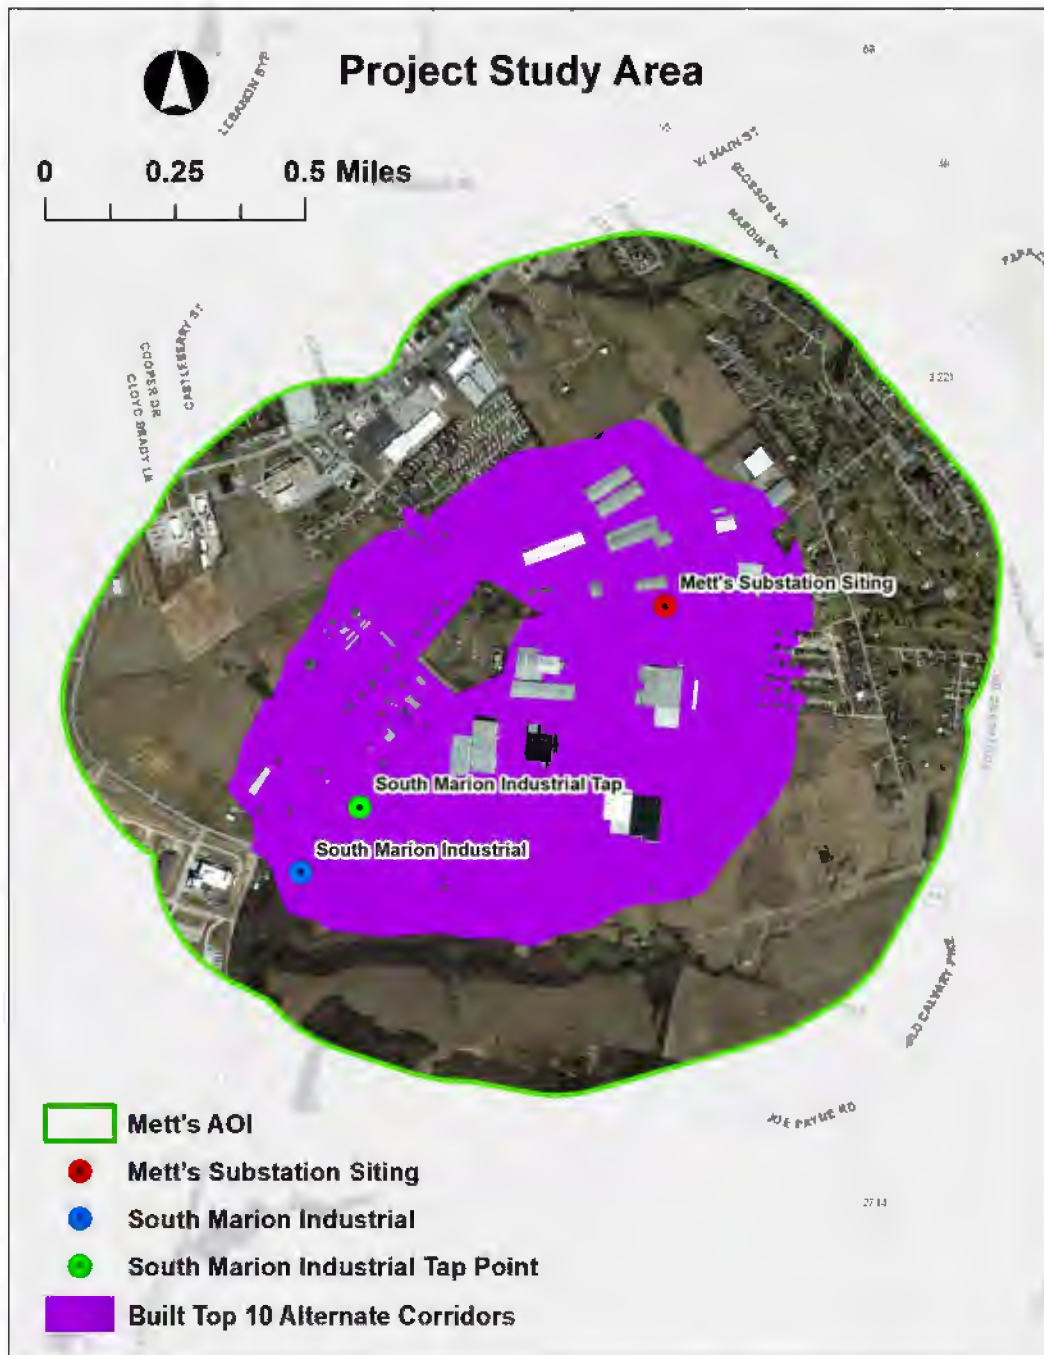 Project Study Area
68
LEBANON BYP
W MAIN ST
BLOSSOM LN
HARDIN PL
0 0.25 0.5 Miles
CASTLEBERRY ST
COOPER DR
CLOYD BRADY LN
Mett's Substation Siting
South Marion Industrial Tap
South Marion Industrial
OLD CALVARY PIKE
JOE PAYNE RD
Mett's AOI
Mett's Substation Siting
South Marion Industrial
South Marion Industrial Tap Point
Built Top 10 Alternate Corridors